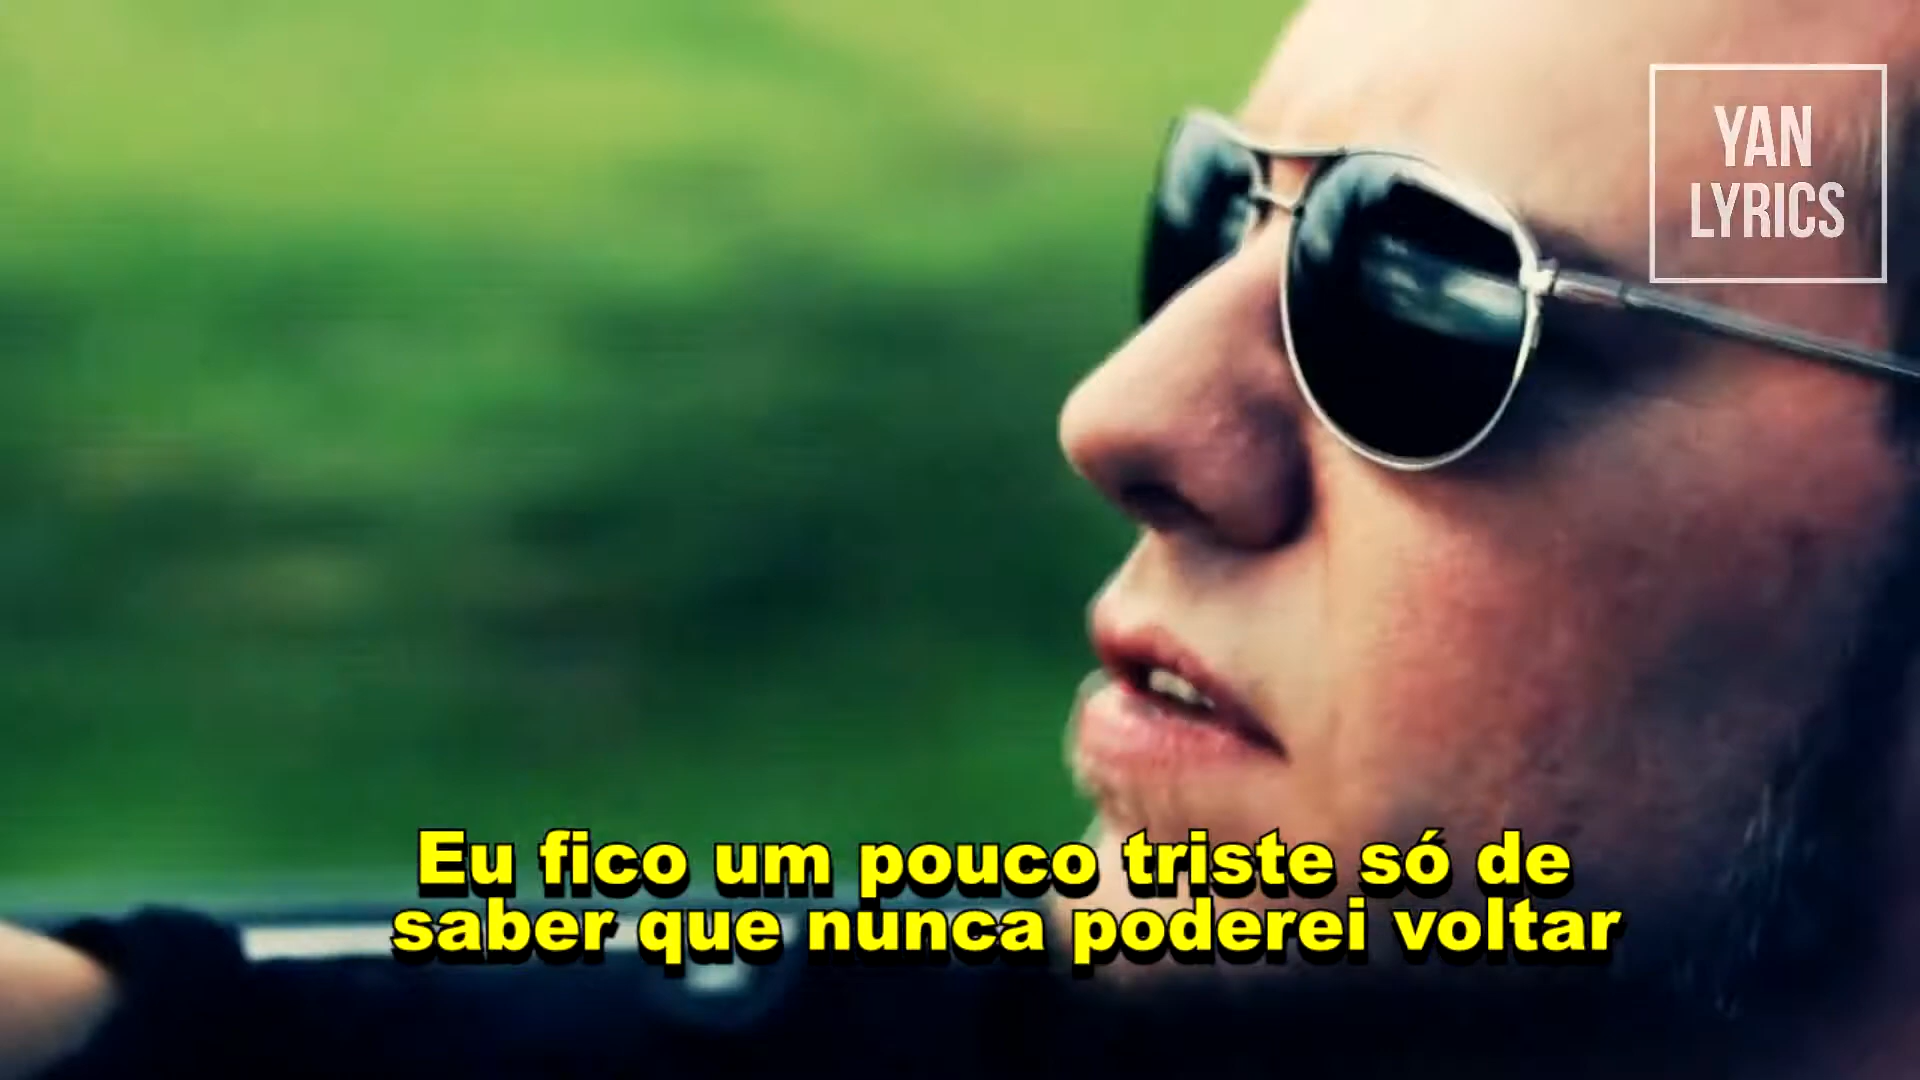 YAN
LYRICS
Eu fico um pouco triste só de
saber que nunca poderei voltar